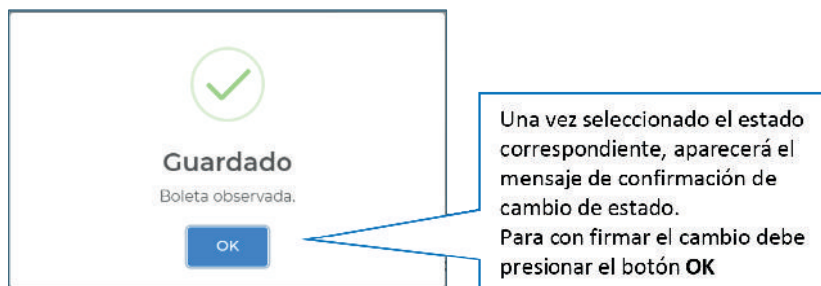 Guardado
Boleta observada.
OK
Una vez seleccionado el estado
correspondiente, aparecerá el
mensaje de confirmación de
cambio de estado.
Para con firmar el cambio debe
presionar el botón OK